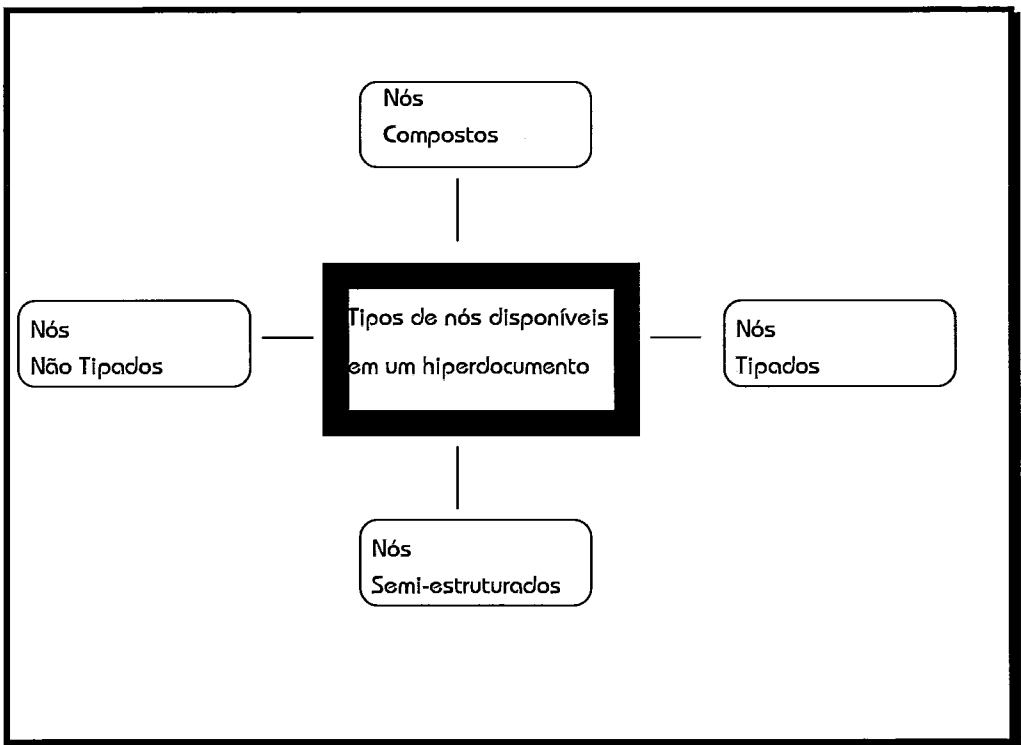 Nós
Compostos
Tipos de nós disponíveis
em um hiperdocumento
Nós
Não Tipados
Nós
Tipados
Nós
Semi-estruturados